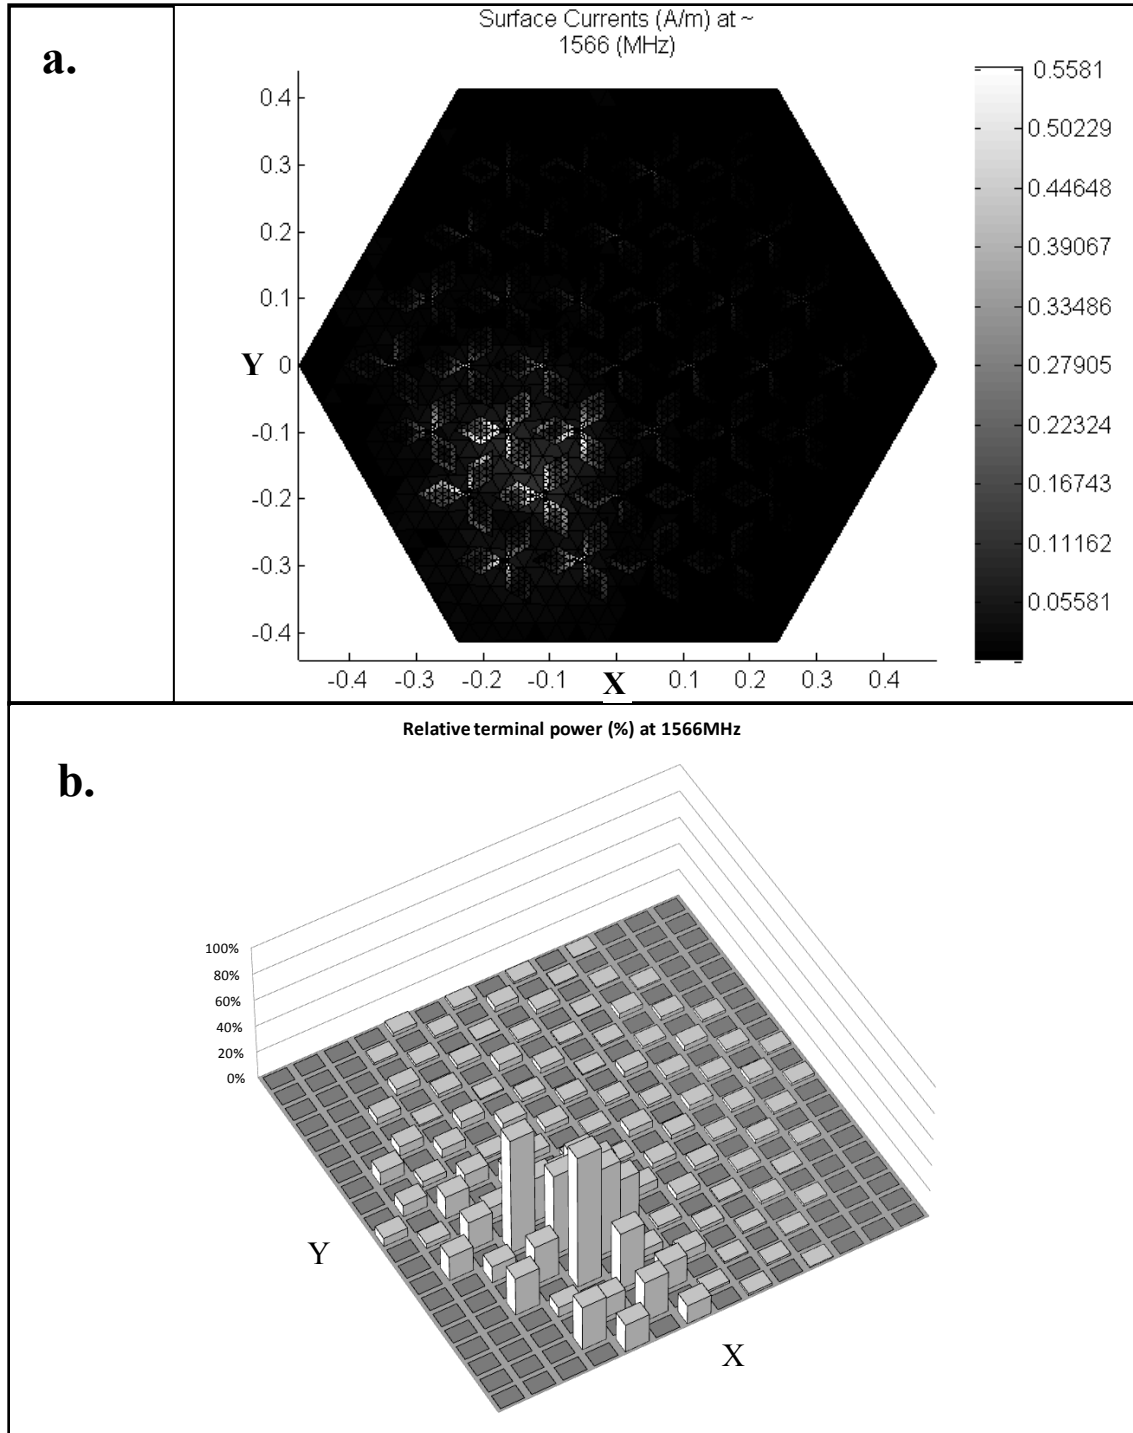 a.
Surface Currents (A/m) at ~
1566 (MHz)
0.4
0.3
0.2
0.1
Y 0
-0.1
-0.2
-0.3
-0.4
-0.4 -0.3 -0.2 -0.1 X 0.1 0.2 0.3 0.4
0.5581
0.50229
0.44648
0.39067
0.33486
0.27905
0.22324
0.16743
0.11162
0.05581
Relative terminal power (%) at 1566MHz
b.
100%
80%
60%
40%
20%
0%
Y
X